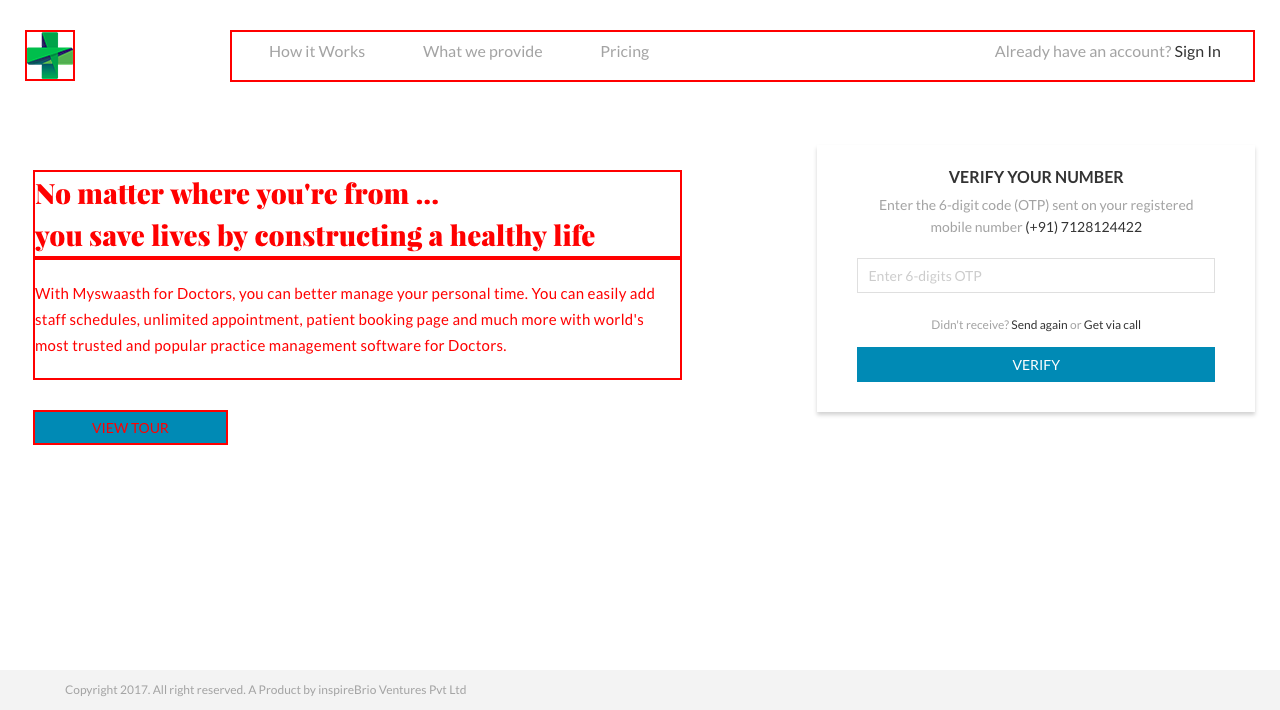 How it Works What we provide Pricing Already have an account? Sign In
No matter where you're from ...
you save lives by constructing a healthy life
With Myswaasth for Doctors, you can better manage your personal time. You can easily add
staff schedules, unlimited appointment, patient booking page and much more with world's
most trusted and popular practice management software for Doctors.
VIEW TOUR
VERIFY YOUR NUMBER
Enter the 6-digit code (OTP) sent on your registered
mobile number (+91) 7128124422
Enter 6-digits OTP
Didn't receive? Send again or Get via call
VERIFY
Copyright 2017. All right reserved. A Product by inspireBrio Ventures Pvt Ltd